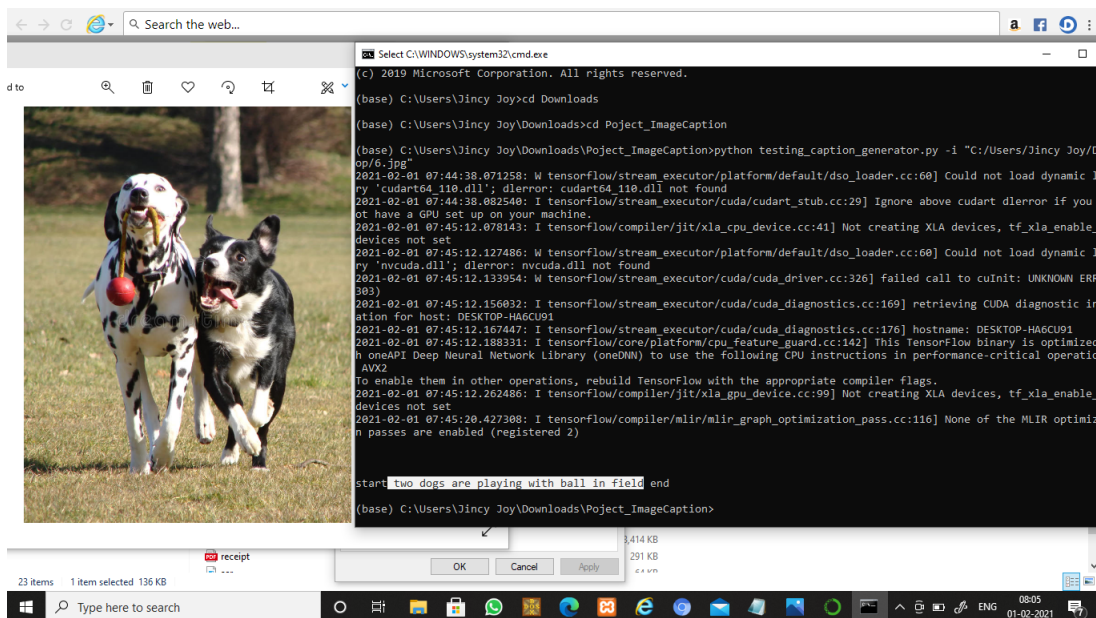 Search the web...
d to
Select C:\WINDOWS\system32\cmd.exe
(c) 2019 Microsoft Corporation. All rights reserved.
(base) C:\Users\Jincy Joy>cd Downloads
(base) C:\Users\Jincy Joy\Downloads>cd Poject_ImageCaption
(base) C:\Users\Jincy Joy\Downloads\Poject_ImageCaption>python testing_caption_generator.py -i "C:/Users/Jincy Joy/D
op/6.jpg"
2021-02-01 07:44:38.071258: W tensorflow/stream_executor/platform/default/dso_loader.cc:60] Could not load dynamic l
ry 'cudart64_110.dll'; dlerror: cudart64_110.dll not found
2021-02-01 07:44:38.082540: I tensorflow/stream_executor/cuda/cudart_stub.cc:29] Ignore above cudart dlerror if you
ot have a GPU set up on your machine.
2021-02-01 07:45:12.078143: I tensorflow/compiler/jit/xla_cpu_device.cc:41] Not creating XLA devices, tf_xla_enable_
devices not set
2021-02-01 07:45:12.127486: W tensorflow/stream_executor/platform/default/dso_loader.cc:60] Could not load dynamic l
ry 'nvcuda.dll'; dlerror: nvcuda.dll not found
2021-02-01 07:45:12.133954: W tensorflow/stream_executor/cuda/cuda_driver.cc:326] failed call to cuInit: UNKNOWN ERR
303)
2021-02-01 07:45:12.156032: I tensorflow/stream_executor/cuda/cuda_diagnostics.cc:169] retrieving CUDA diagnostic in
ation for host: DESKTOP-HA6CU91
2021-02-01 07:45:12.167447: I tensorflow/stream_executor/cuda/cuda_diagnostics.cc:176] hostname: DESKTOP-HA6CU91
2021-02-01 07:45:12.188331: I tensorflow/core/platform/cpu_feature_guard.cc:142] This TensorFlow binary is optimized
h oneAPI Deep Neural Network Library (oneDNN) to use the following CPU instructions in performance-critical operatio
AVX2
To enable them in other operations, rebuild TensorFlow with the appropriate compiler flags.
2021-02-01 07:45:12.262486: I tensorflow/compiler/jit/xla_gpu_device.cc:99] Not creating XLA devices, tf_xla_enable_
devices not set
2021-02-01 07:45:20.427308: I tensorflow/compiler/mlir/mlir_graph_optimization_pass.cc:116] None of the MLIR optimiz
n passes are enabled (registered 2)
start two dogs are playing with ball in field end
(base) C:\Users\Jincy Joy\Downloads\Poject_ImageCaption>
3,414 KB
receipt
291 KB
OK Cancel Apply
23 items 1 item selected 136 KB
Type here to search
ENG
08:05
01-02-2021